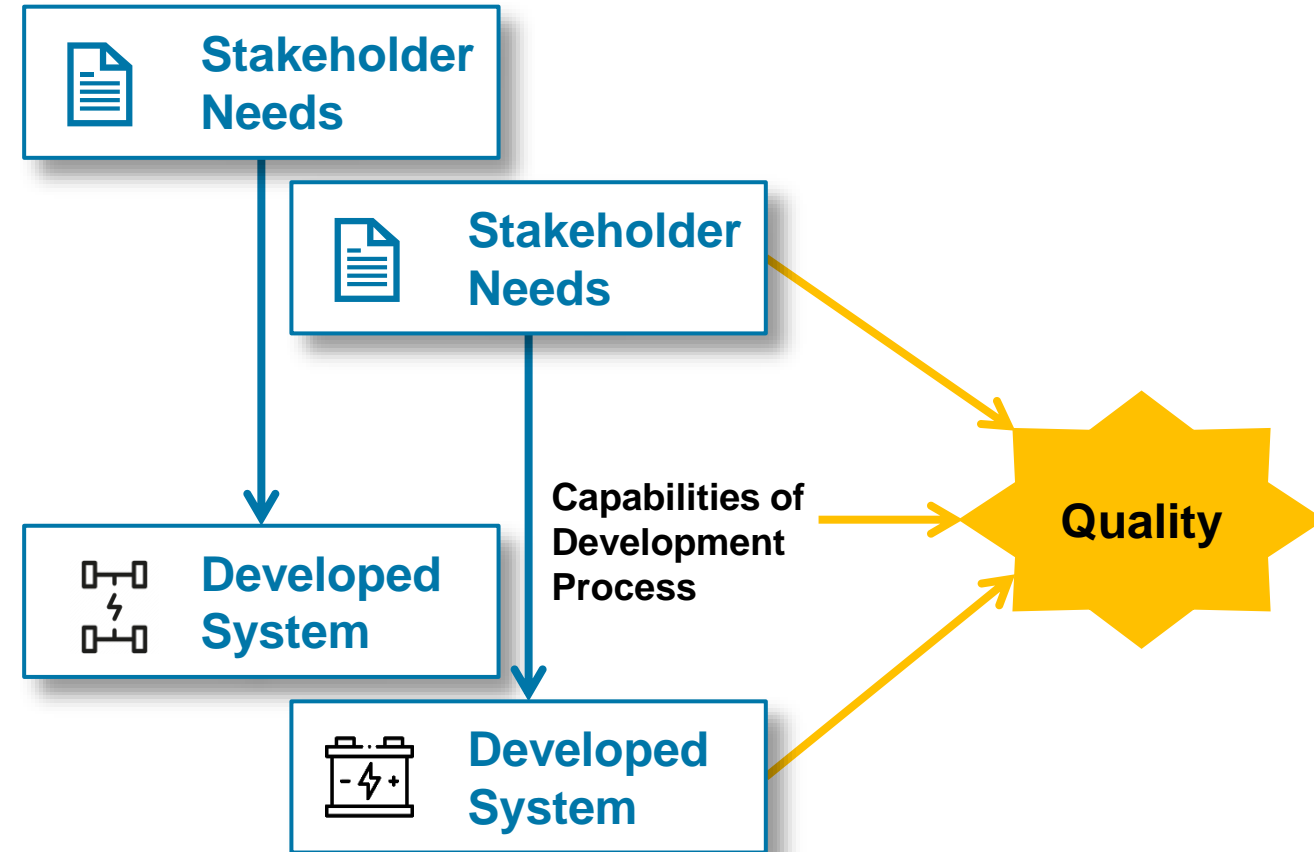 Stakeholder
Needs
Stakeholder
Needs
Capabilities of
Development
Process
Quality
Developed
System
Developed
System